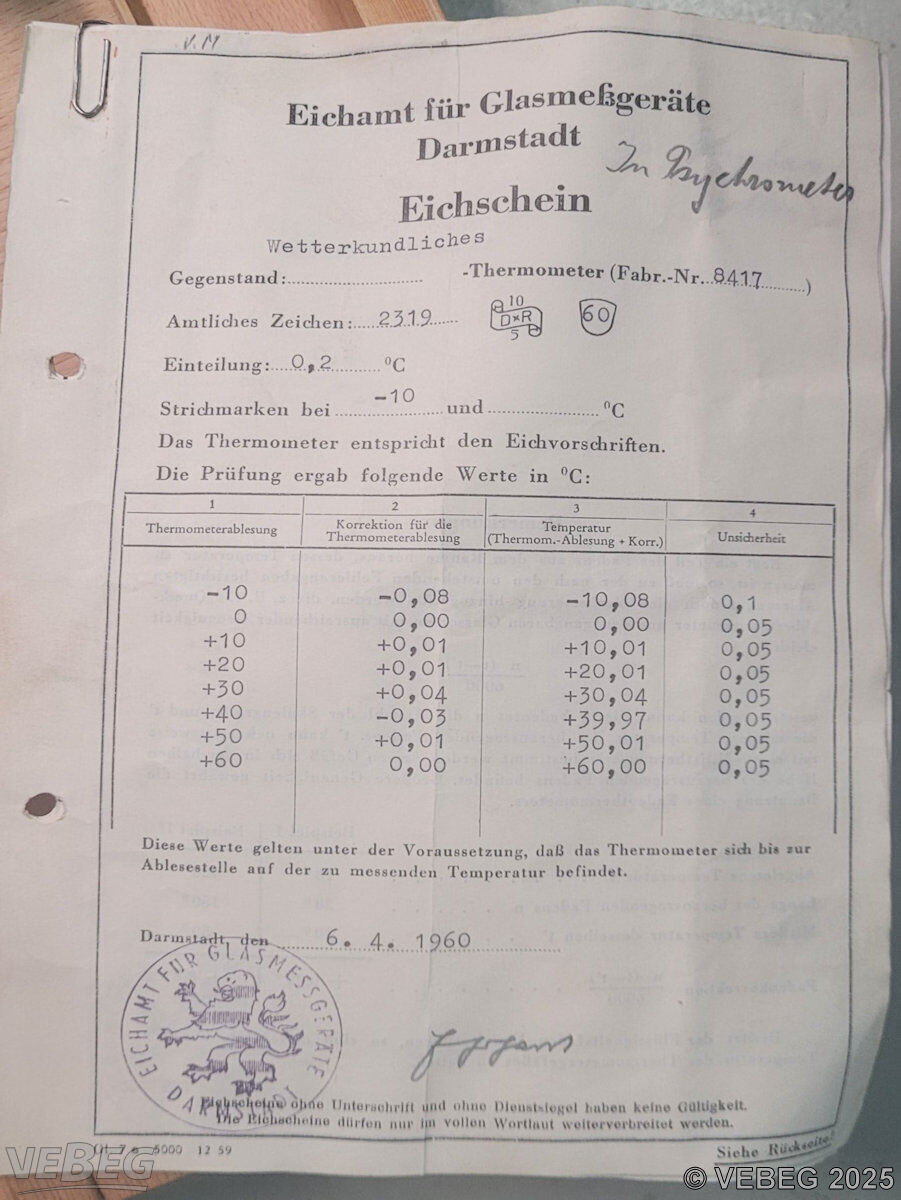 V.M
Eichamt für Glasmeßgeräte
Darmstadt
In Psychrometer
Eichschein
Wetterkundliches
Gegenstand:........................ -Thermometer (Fabr.-Nr...8417...........)
Amtliches Zeichen:.....2319......
10
D*R
5
60
Einteilung:....0,2.........°C
Strichmarken bei ....-10.... und ........................ °C
Das Thermometer entspricht den Eichvorschriften.
Die Prüfung ergab folgende Werte in °C:
1 2 3 4
Thermometerablesung Korrektion für die Thermometerablesung Temperatur (Thermom.-Ablesung + Korr.) Unsicherheit
-10 -0,08 -10,08 0,1
0 0,00 0,00 0,05
+10 +0,01 +10,01 0,05
+20 +0,01 +20,01 0,05
+30 +0,04 +30,04 0,05
+40 -0,03 +39,97 0,05
+50 +0,01 +50,01 0,05
+60 0,00 +60,00 0,05
Diese Werte gelten unter der Voraussetzung, daß das Thermometer sich bis zur
Ablesestelle auf der zu messenden Temperatur befindet.
Darmstadt, den ......6. 4. 1960..............
EICHAMT FÜR GLASMESSGERÄTE
DARMSTADT
Eichscheine ohne Unterschrift und ohne Dienstsiegel haben keine Gültigkeit.
Die Eichscheine dürfen nur im vollen Wortlaut weiterverbreitet werden.
5000 12 59
Siehe Rückseite!
VEBEG
© VEBEG 2025